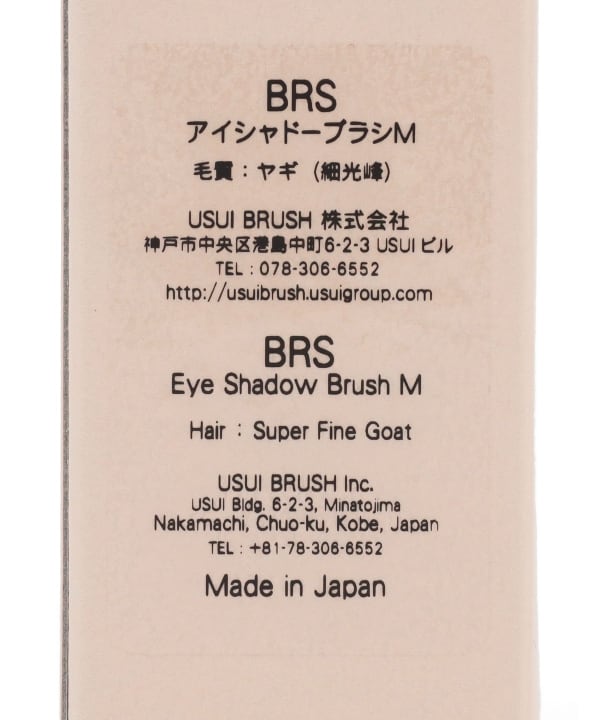 BRS
アイシャドーブラシM
毛質：ヤギ（細光峰）
USUI BRUSH 株式会社
神戸市中央区港島中町6-2-3 USUI ビル
TEL : 078-306-6552
http://usuibrush.usuigroup.com
BRS
Eye Shadow Brush M
Hair : Super Fine Goat
USUI BRUSH Inc.
USUI Bldg. 6-2-3, Minatojima
Nakamachi, Chuo-ku, Kobe, Japan
TEL : +81-78-306-6552
Made in Japan